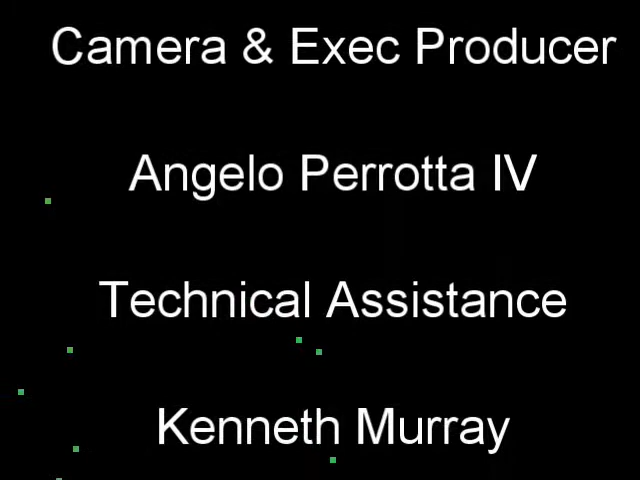 Camera & Exec Producer
Angelo Perrotta IV
Technical Assistance
Kenneth Murray